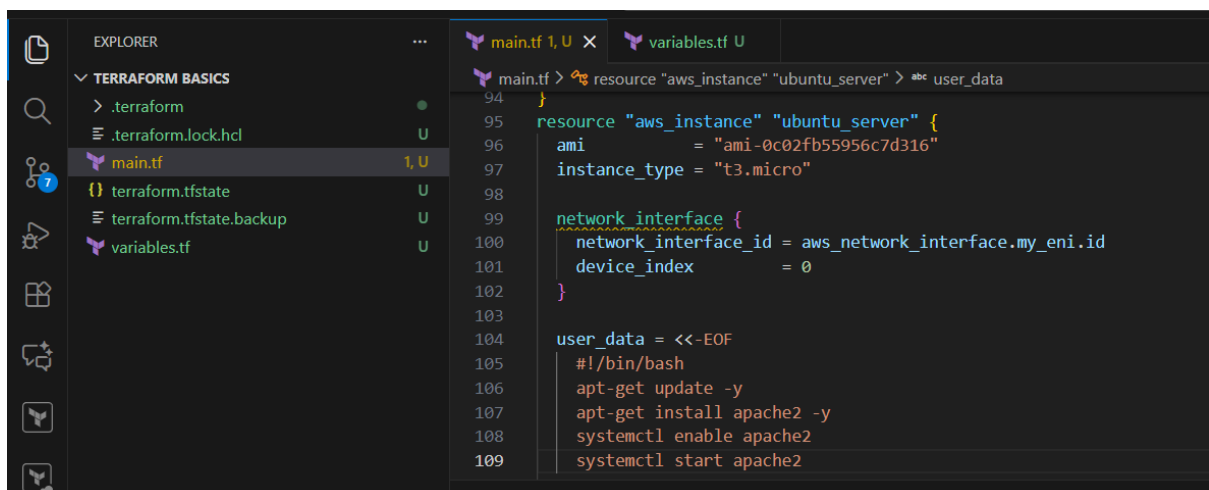 EXPLORER ...
TERRAFORM BASICS
.terraform
.terraform.lock.hcl U
main.tf 1, U
terraform.tfstate U
terraform.tfstate.backup U
variables.tf U
7
main.tf 1, U
variables.tf U
main.tf > resource "aws_instance" "ubuntu_server" > abc user_data
94 }
95 resource "aws_instance" "ubuntu_server" {
96 ami = "ami-0c02fb55956c7d316"
97 instance_type = "t3.micro"
98
99 network_interface {
100 network_interface_id = aws_network_interface.my_eni.id
101 device_index = 0
102 }
103
104 user_data = <<-EOF
105 #!/bin/bash
106 apt-get update -y
107 apt-get install apache2 -y
108 systemctl enable apache2
109 systemctl start apache2